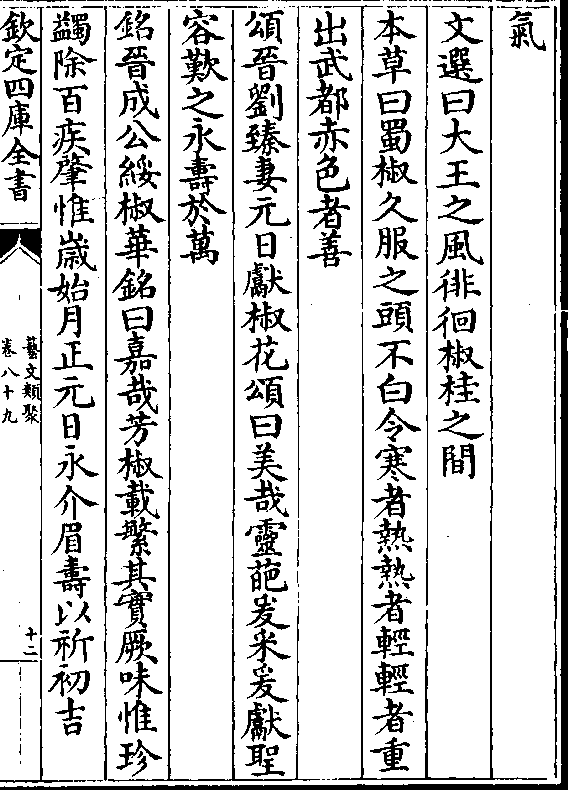 氣
文選曰大王之風徘徊椒桂之間
本草曰蜀椒久服之頭不白令寒者熱熱者輕輕者重
出武都赤色者善
頌晉劉臻妻元日獻椒花頌曰美哉靈葩爰采爰獻聖
容歎之永壽於萬
銘晉成公綏椒華銘曰嘉哉芳椒載繁其實厥味惟珍
蠲除百疾肇惟歲始月正元日永介眉壽以祈初吉
欽定四庫全書
藝文類聚
卷八十九
十二